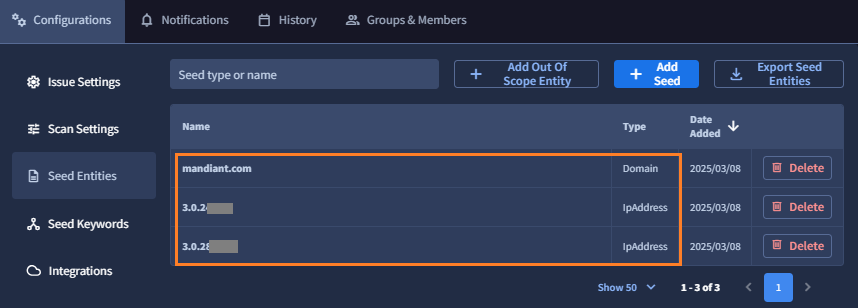 Configurations
Notifications
History
Groups & Members
Issue Settings
Scan Settings
Seed Entities
Seed Keywords
Integrations
Seed type or name
Add Out Of
Scope Entity
Add
Seed
Export Seed
Entities
Name
Type
Date
Added
mandiant.com
Domain
2025/03/08
Delete
3.0.2
IpAddress
2025/03/08
Delete
3.0.28
IpAddress
2025/03/08
Delete
Show 50
1 - 3 of 3
1